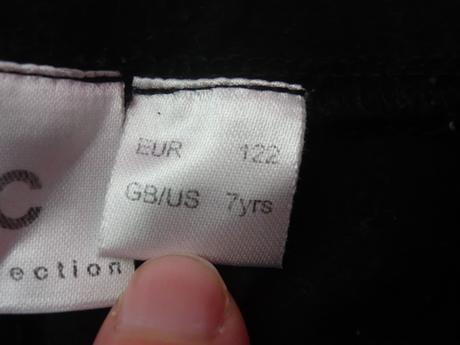 C
ection
EUR 122
GB/US 7yrs